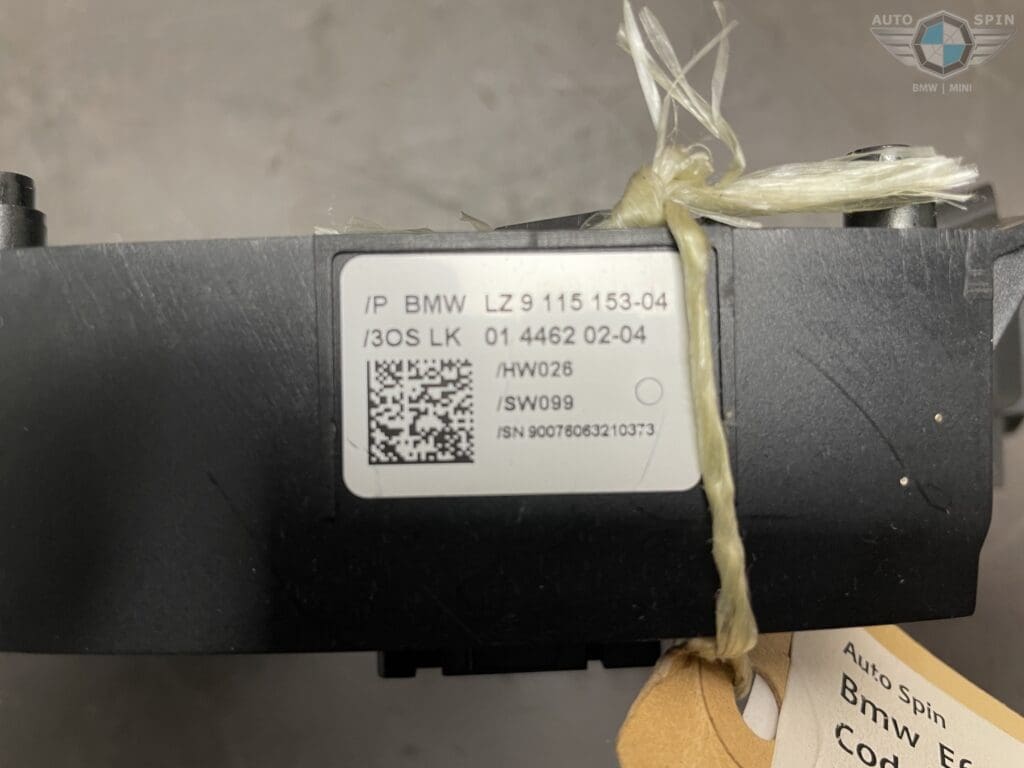 AUTO SPIN
BMW | MINI
/P BMW LZ 9 115 153-04
/3OS LK 01 4462 02-04
/HW026
/SW099
/SN 90076063210373
Auto Spin
Bmw